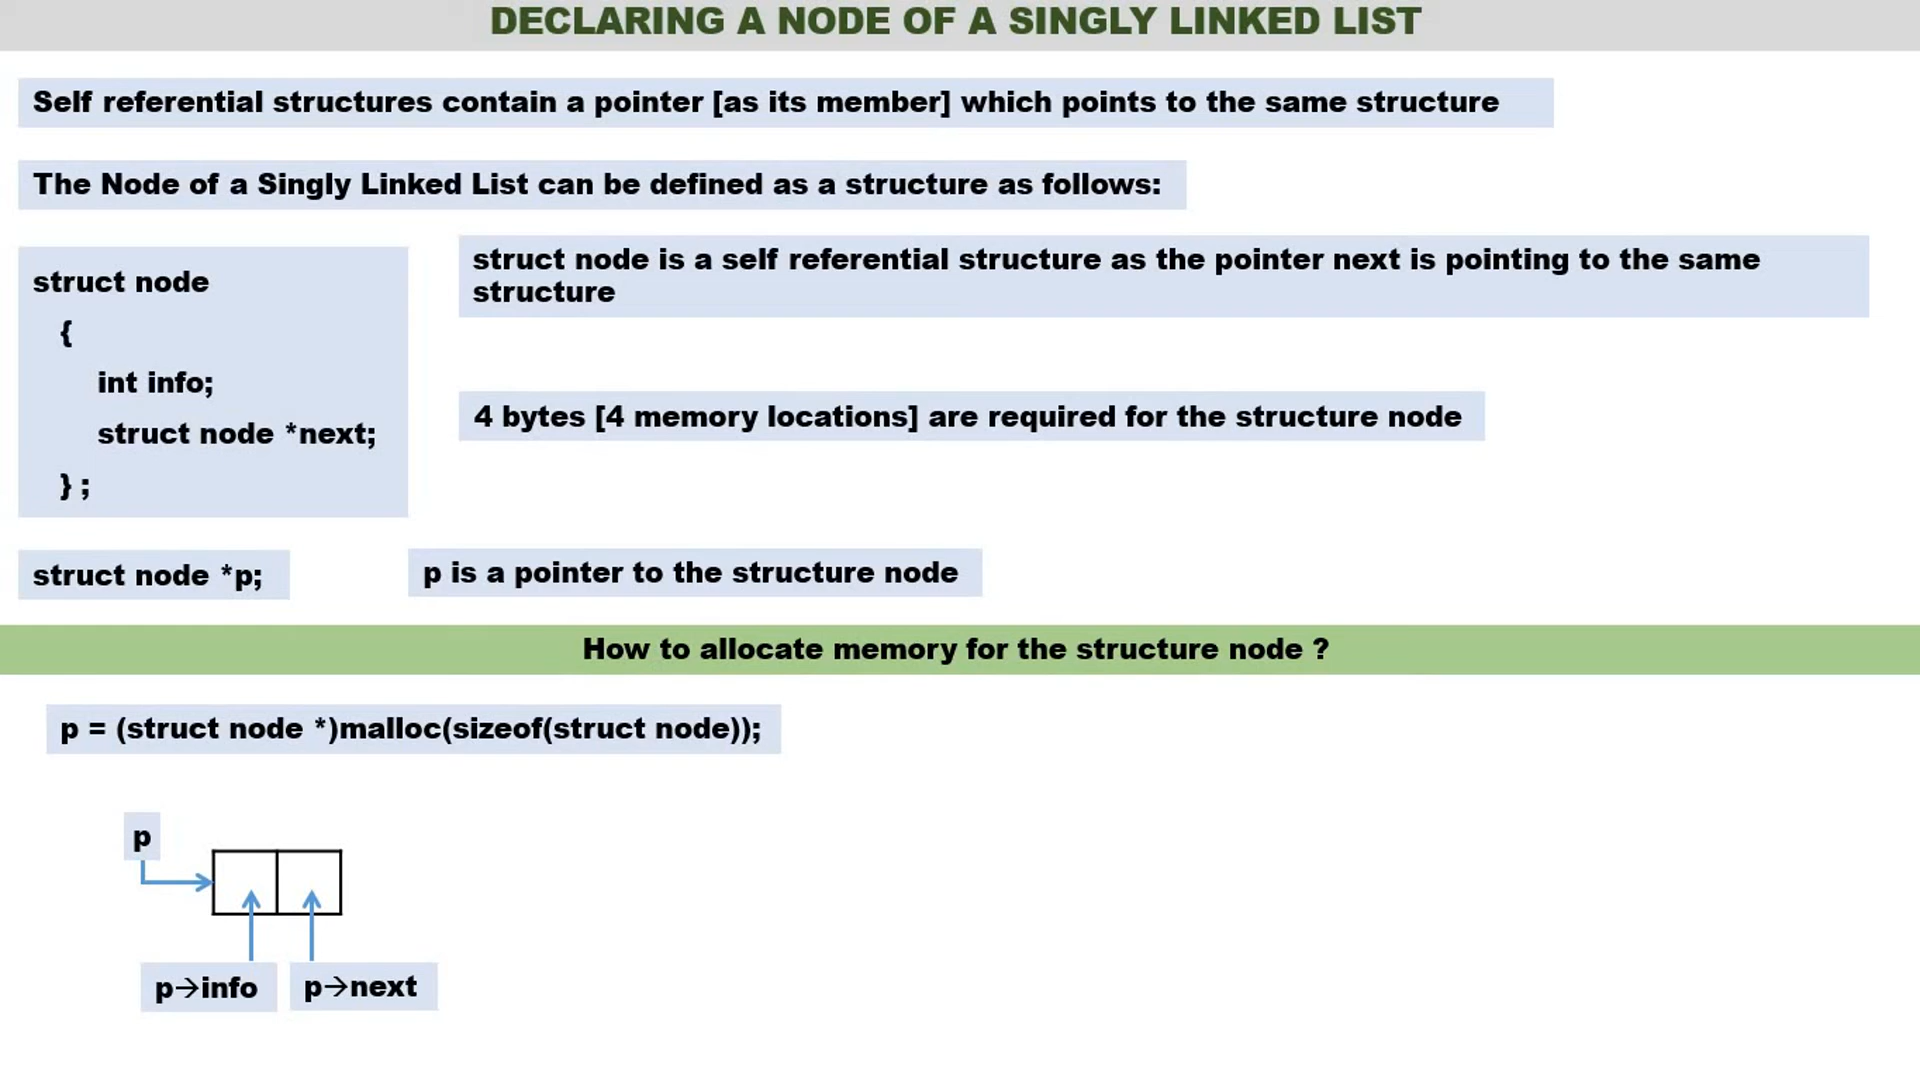 DECLARING A NODE OF A SINGLY LINKED LIST
Self referential structures contain a pointer [as its member] which points to the same structure
The Node of a Singly Linked List can be defined as a structure as follows:
struct node
{
int info;
struct node *next;
} ;
struct node is a self referential structure as the pointer next is pointing to the same
structure
4 bytes [4 memory locations] are required for the structure node
struct node *p;
p is a pointer to the structure node
How to allocate memory for the structure node ?
p = (struct node *)malloc(sizeof(struct node));
p
p→info
p→next